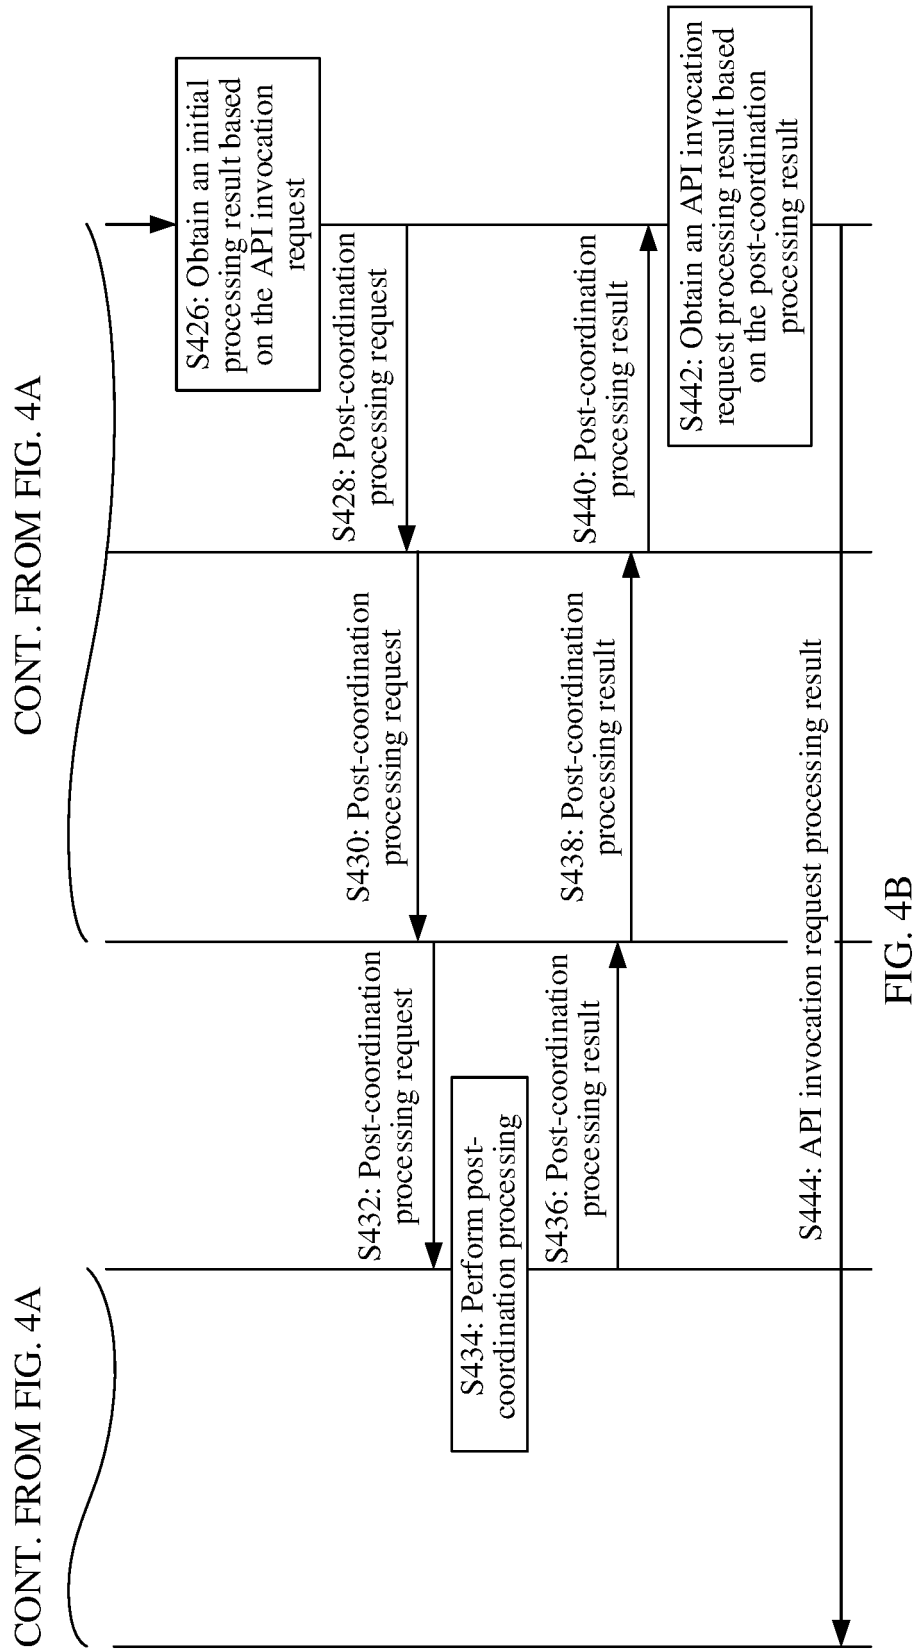 CONT. FROM FIG. 4A
CONT. FROM FIG. 4A
S426: Obtain an initial
processing result based
on the API invocation
request
S428: Post-coordination
processing request
S430: Post-coordination
processing request
S432: Post-coordination
processing request
S434: Perform post-
coordination processing
S436: Post-coordination
processing result
S438: Post-coordination
processing result
S440: Post-coordination
processing result
S442: Obtain an API invocation
request processing result based
on the post-coordination
processing result
S444: API invocation request processing result
FIG. 4B